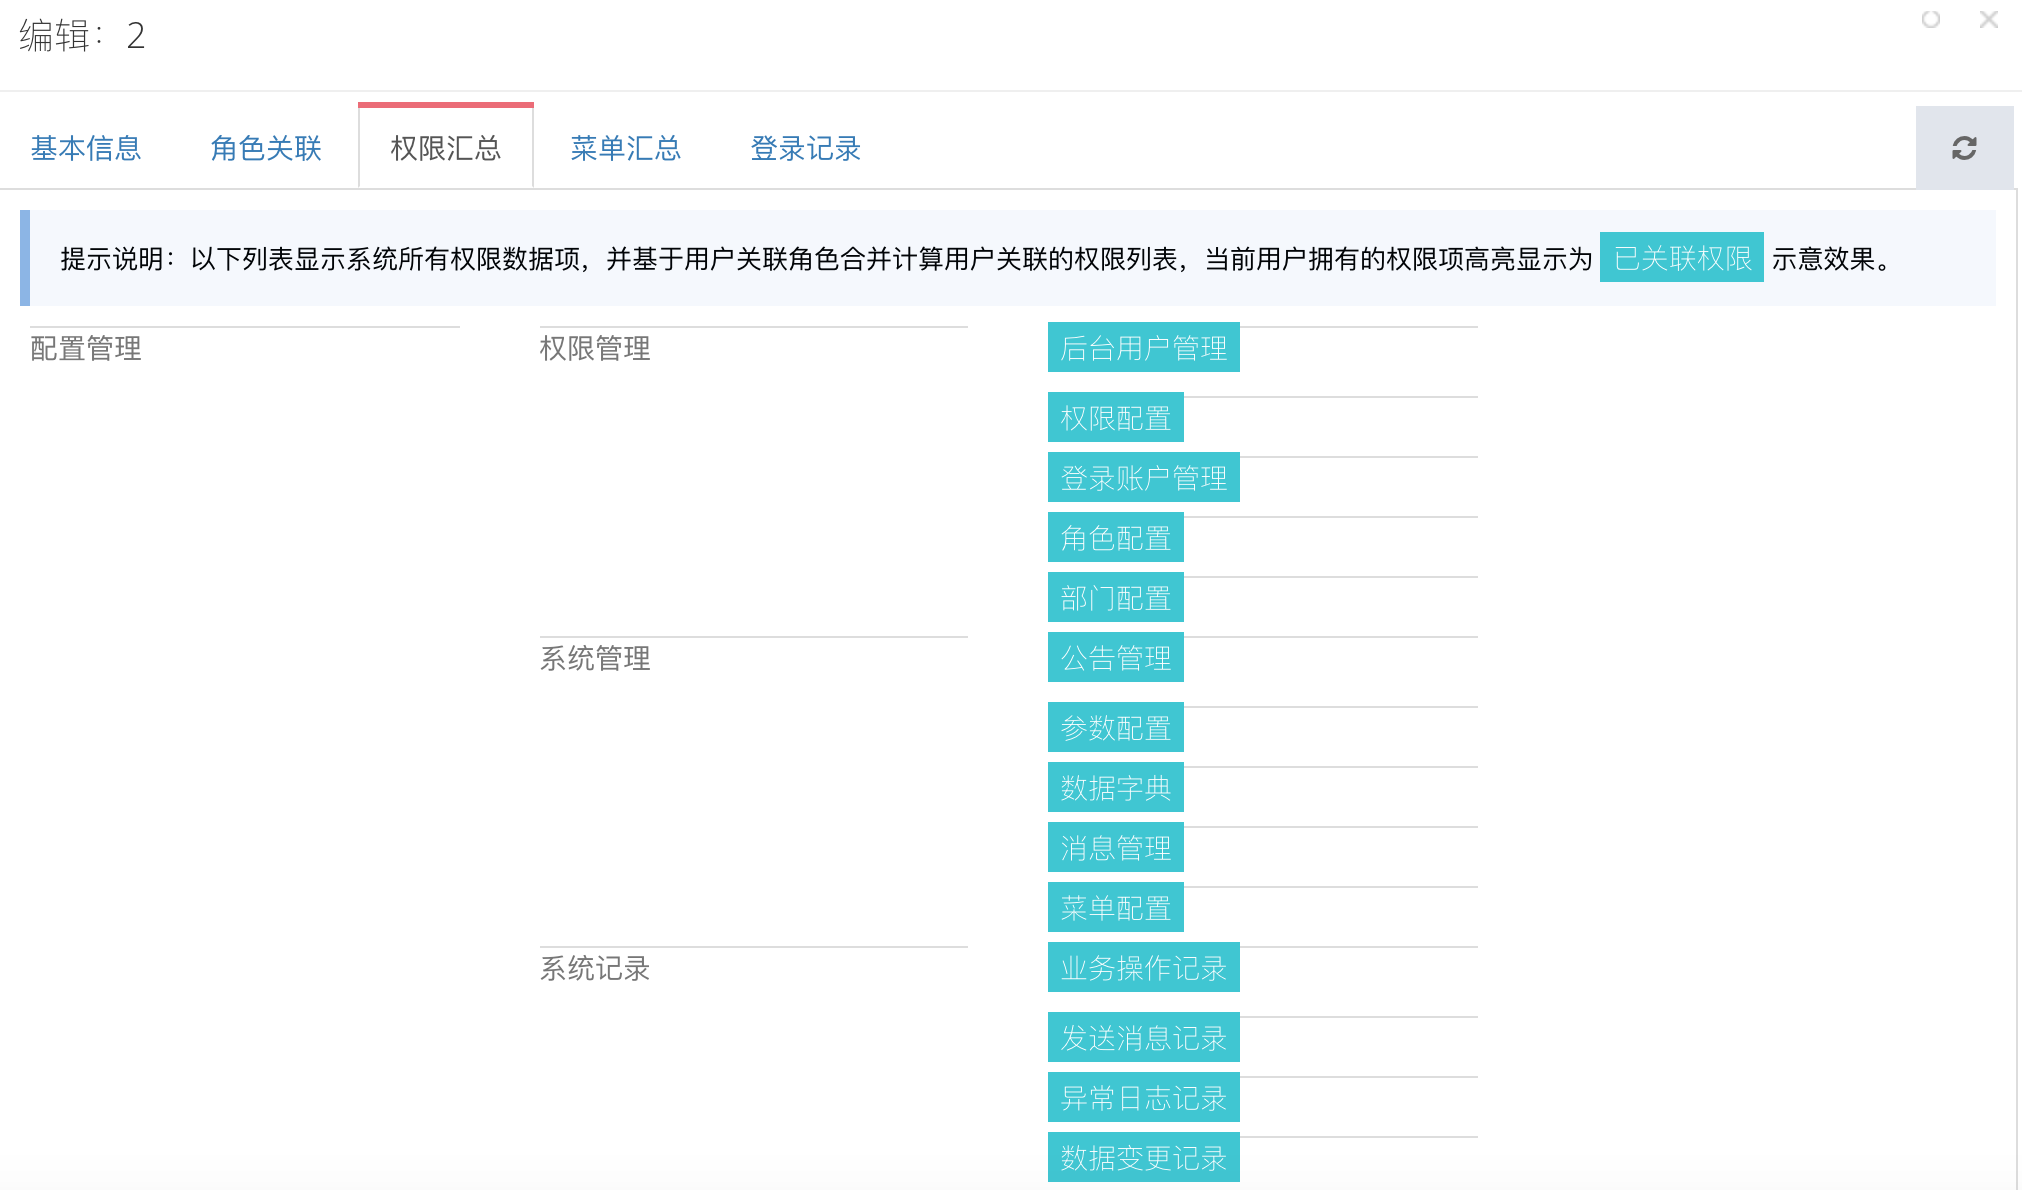 编辑：2
基本信息 角色关联 权限汇总 菜单汇总 登录记录
提示说明：以下列表显示系统所有权限数据项，并基于用户关联角色合并计算用户关联的权限列表，当前用户拥有的权限项高亮显示为 已关联权限 示意效果。
配置管理 权限管理 后台用户管理
权限配置
登录账户管理
角色配置
部门配置
系统管理 公告管理
参数配置
数据字典
消息管理
菜单配置
系统记录 业务操作记录
发送消息记录
异常日志记录
数据变更记录